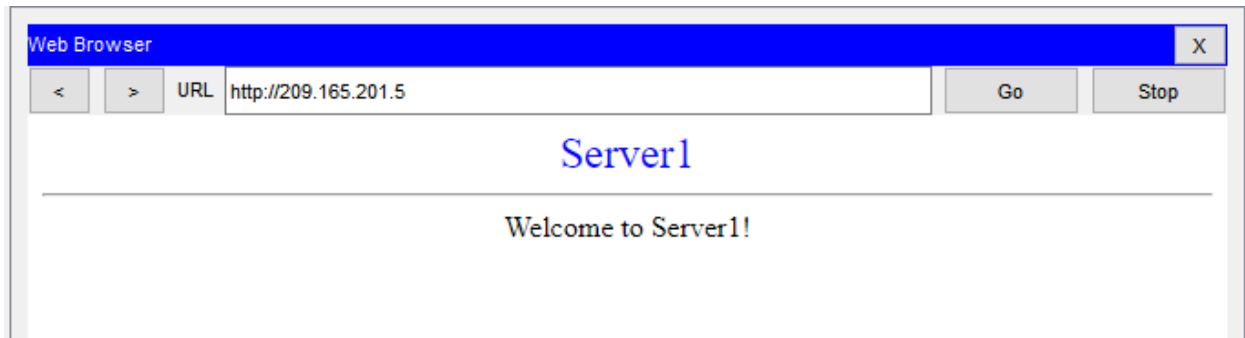 Web Browser X
< > URL http://209.165.201.5 Go Stop
Server1
Welcome to Server1!